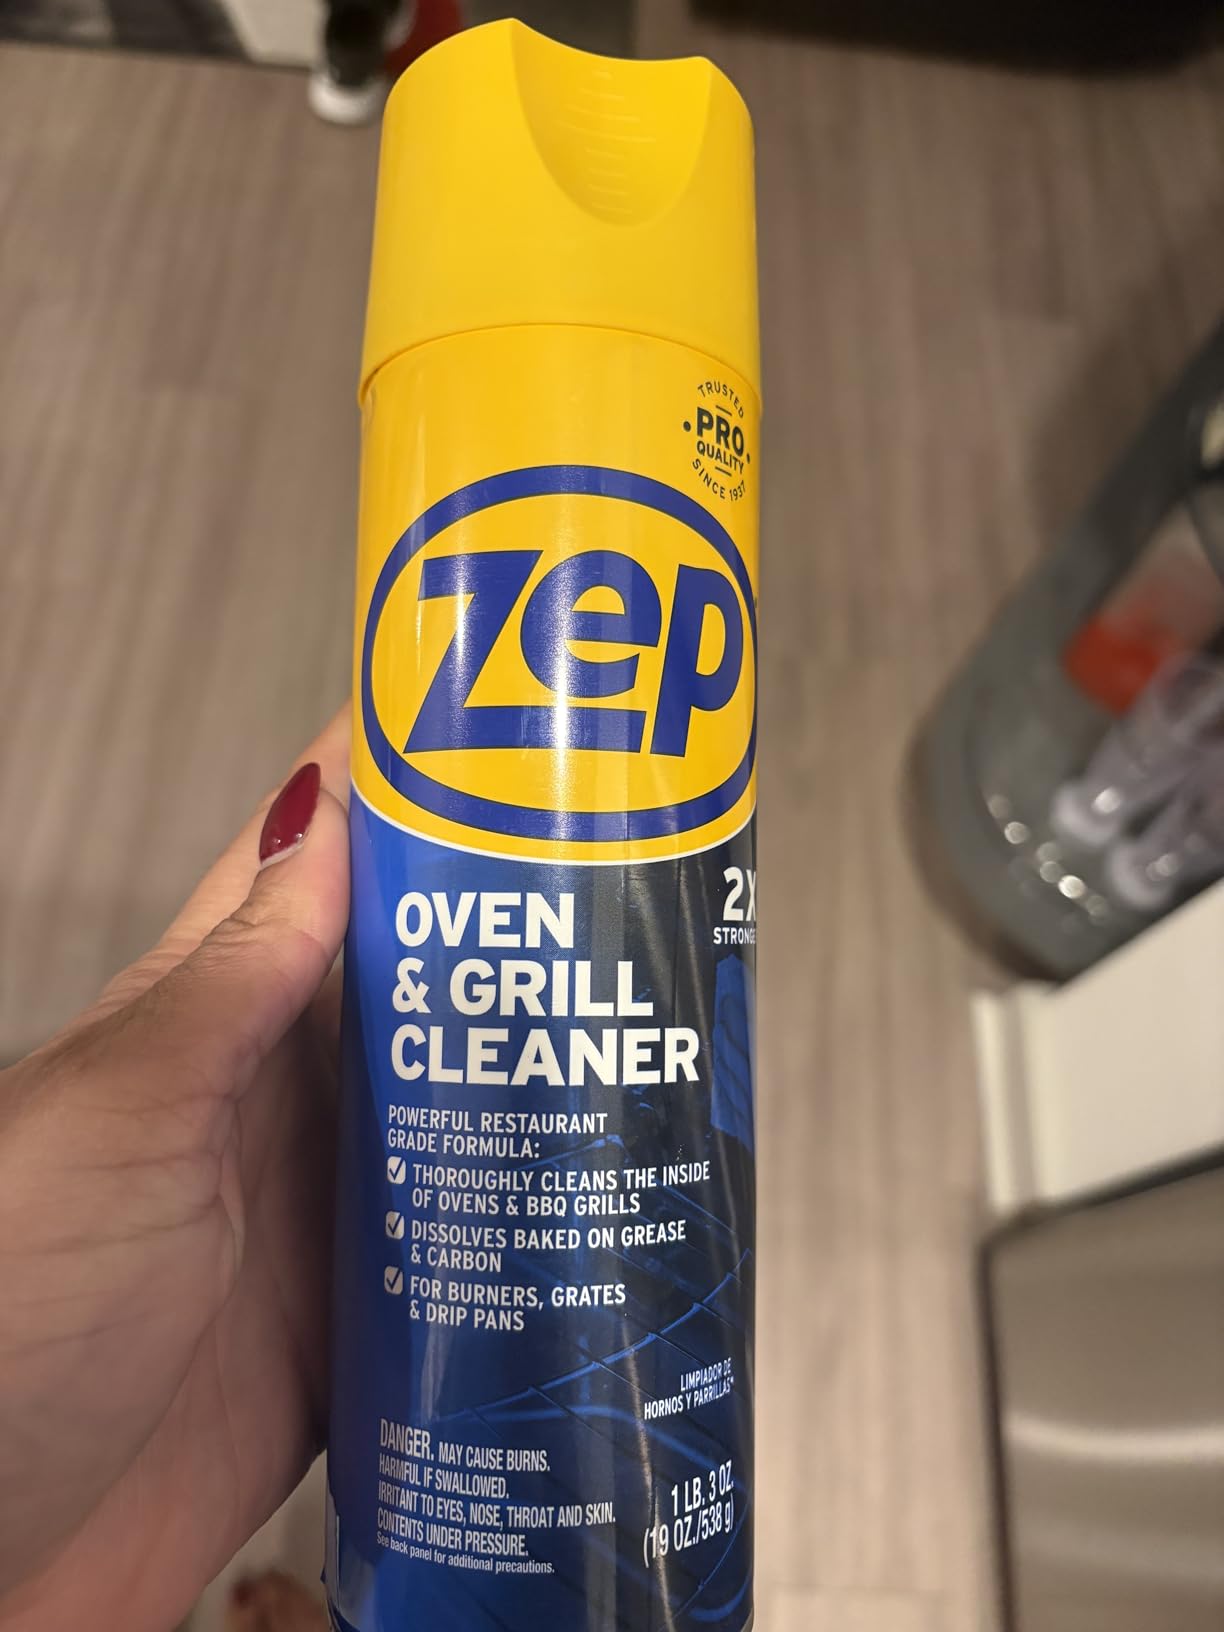 TRUSTED
PRO
QUALITY
SINCE 1937
zep
2X
OVEN
& GRILL
CLEANER
POWERFUL RESTAURANT
GRADE FORMULA:
THOROUGHLY CLEANS THE INSIDE
OF OVENS & BBQ GRILLS
DISSOLVES BAKED ON GREASE
& CARBON
FOR BURNERS, GRATES
& DRIP PANS
LIMPIADOR DE
HORNOS Y PARRILLAS™
DANGER. MAY CAUSE BURNS.
HARMFUL IF SWALLOWED.
IRRITANT TO EYES, NOSE, THROAT AND SKIN.
CONTENTS UNDER PRESSURE.
See back panel for additional precautions.
1 LB. 3 OZ.
(19 OZ./538 g)